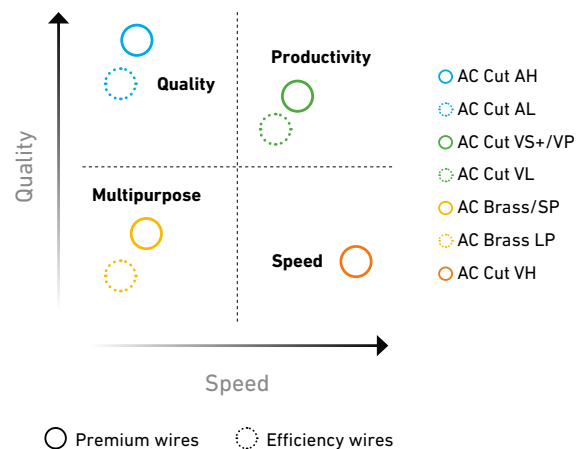 Productivity
Quality
Multipurpose
Speed
Quality
Speed
AC Cut AH
AC Cut AL
AC Cut VS+/VP
AC Cut VL
AC Brass/SP
AC Brass LP
AC Cut VH
Premium wires
Efficiency wires